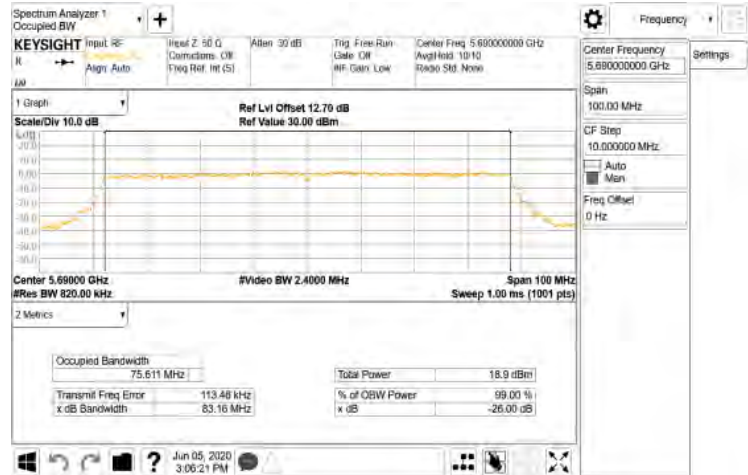 Spectrum Analyzer 1
Occupied BW
Frequency
KEYSIGHT Input: RF
Input Z: 50 Ω
Atten: 30 dB
Trig: Free Run
Center Freq: 5.690000000 GHz
Corrections: Off
Gate: Off
Avg|Hold: 10/10
Align: Auto
Freq Ref: Int (S)
#IF Gain: Low
Radio Std: None
1 Graph
Scale/Div 10.0 dB
Ref Lvl Offset 12.70 dB
Ref Value 30.00 dBm
Center 5.69000 GHz
#Video BW 2.4000 MHz
Span 100 MHz
#Res BW 820.00 kHz
Sweep 1.00 ms (1001 pts)
2 Metrics
Occupied Bandwidth
75.611 MHz
Total Power 18.9 dBm
Transmit Freq Error 113.48 kHz
% of OBW Power 99.00 %
x dB Bandwidth 83.16 MHz
x dB -26.00 dB
Jun 05, 2020
3:06:21 PM
Center Frequency
5.690000000 GHz
Settings
Span
100.00 MHz
CF Step
10.000000 MHz
Auto
Man
Freq Offset
0 Hz